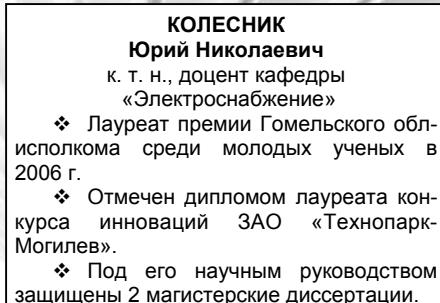 КОЛЕСНИК
Юрий Николаевич
к. т. н., доцент кафедры
«Электроснабжение»
❖ Лауреат премии Гомельского обл-
исполкома среди молодых ученых в
2006 г.
❖ Отмечен дипломом лауреата кон-
курса инноваций ЗАО «Технопарк-
Могилев».
❖ Под его научным руководством
защищены 2 магистерские диссертации.